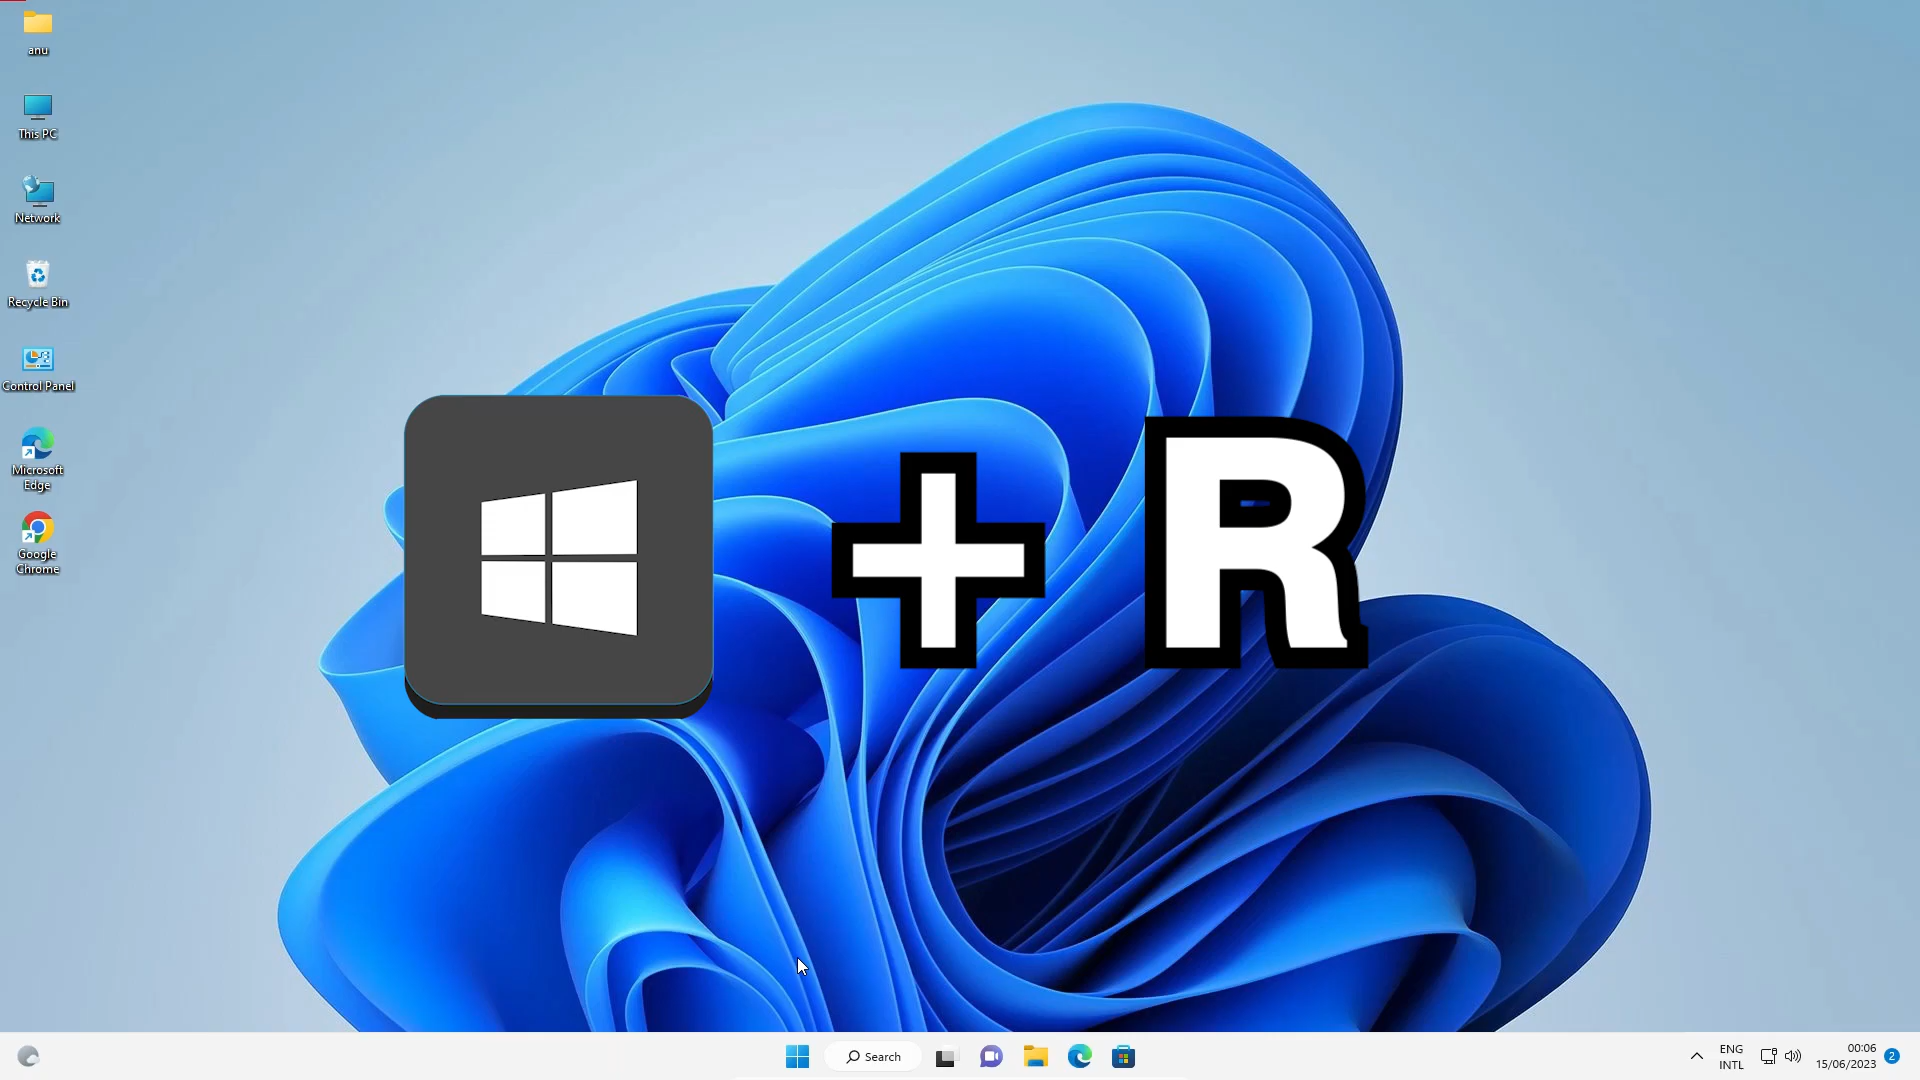 anu
This PC
Network
Recycle Bin
Control Panel
Microsoft
Edge
Google
Chrome
+ R
Search
ENG
INTL
00:06
15/06/2023
2